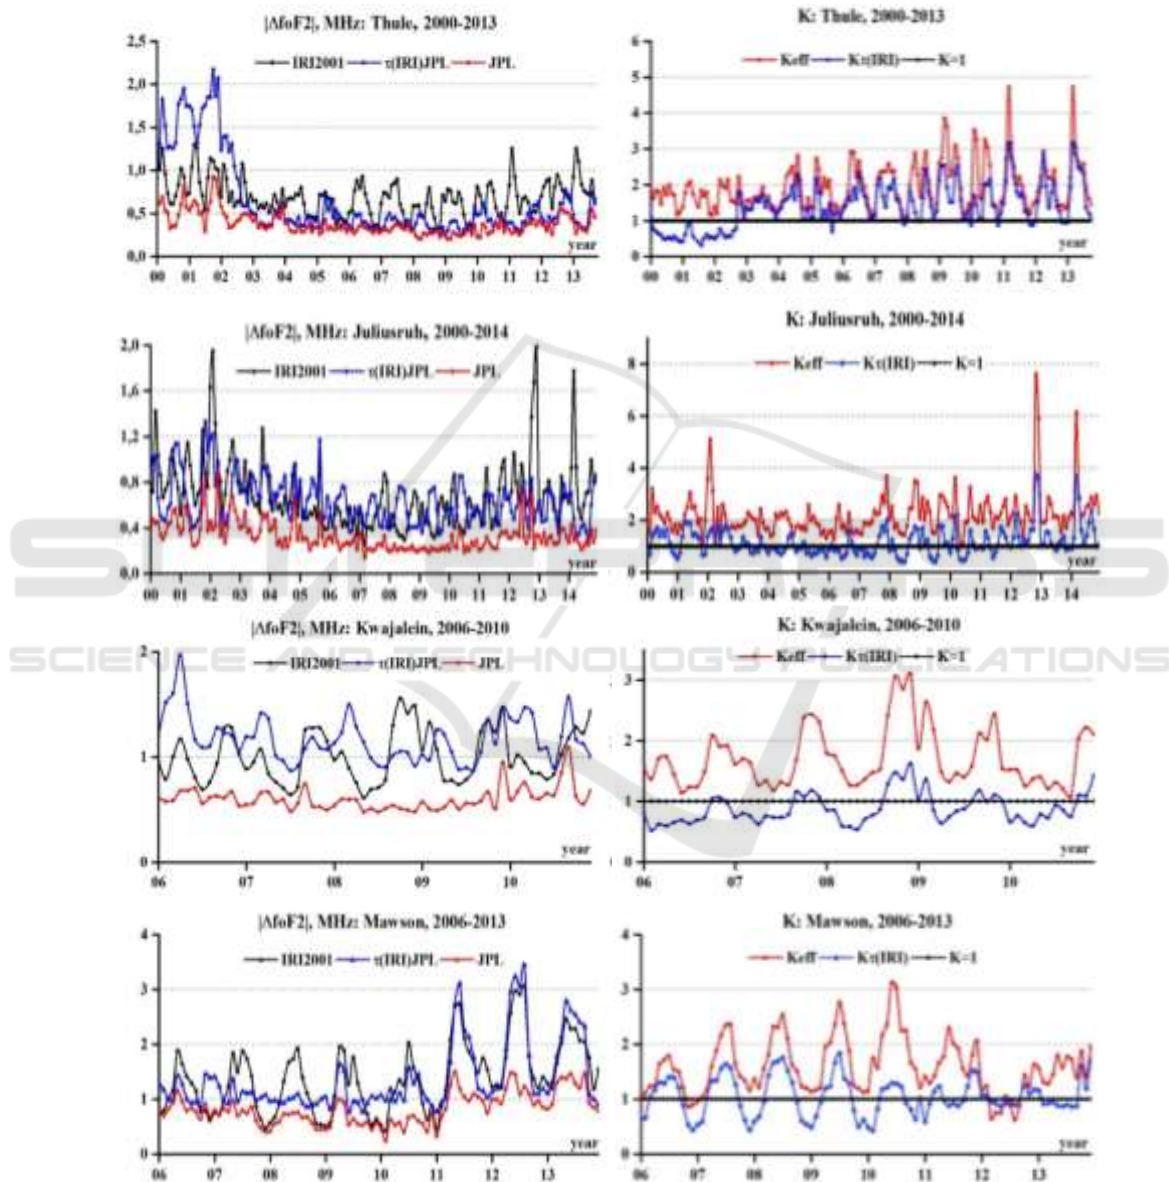 |ΔfoF2|, MHz: Thule, 2000-2013
IRI2001 τ(IRI)JPL JPL
2,5
2,0
1,5
1,0
0,5
0,0
year
00 01 02 03 04 05 06 07 08 09 10 11 12 13
K: Thule, 2000-2013
Keff Kτ(IRI) K=1
6
5
4
3
2
1
0
year
00 01 02 03 04 05 06 07 08 09 10 11 12 13
|ΔfoF2|, MHz: Juliusruh, 2000-2014
IRI2001 τ(IRI)JPL JPL
2,0
1,6
1,2
0,8
0,4
0,0
year
00 01 02 03 04 05 06 07 08 09 10 11 12 13 14
K: Juliusruh, 2000-2014
Keff Kτ(IRI) K=1
8
6
4
2
0
year
00 01 02 03 04 05 06 07 08 09 10 11 12 13 14
SCITEPRESS
SCIENCE AND TECHNOLOGY PUBLICATIONS
|ΔfoF2|, MHz: Kwajalein, 2006-2010
IRI2001 τ(IRI)JPL JPL
2
1
0
year
06 07 08 09 10
K: Kwajalein, 2006-2010
Keff Kτ(IRI) K=1
3
2
1
0
year
06 07 08 09 10
|ΔfoF2|, MHz: Mawson, 2006-2013
IRI2001 τ(IRI)JPL JPL
4
3
2
1
0
year
06 07 08 09 10 11 12 13
K: Mawson, 2006-2013
Keff Kτ(IRI) K=1
4
3
2
1
0
year
06 07 08 09 10 11 12 13